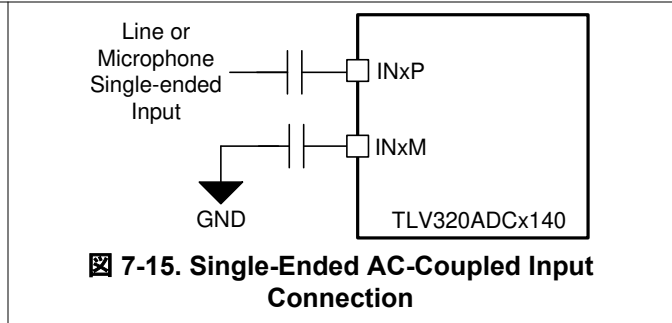 Line or
Microphone
Single-ended
Input
INxP
INxM
GND
TLV320ADCx140
図 7-15. Single-Ended AC-Coupled Input
Connection